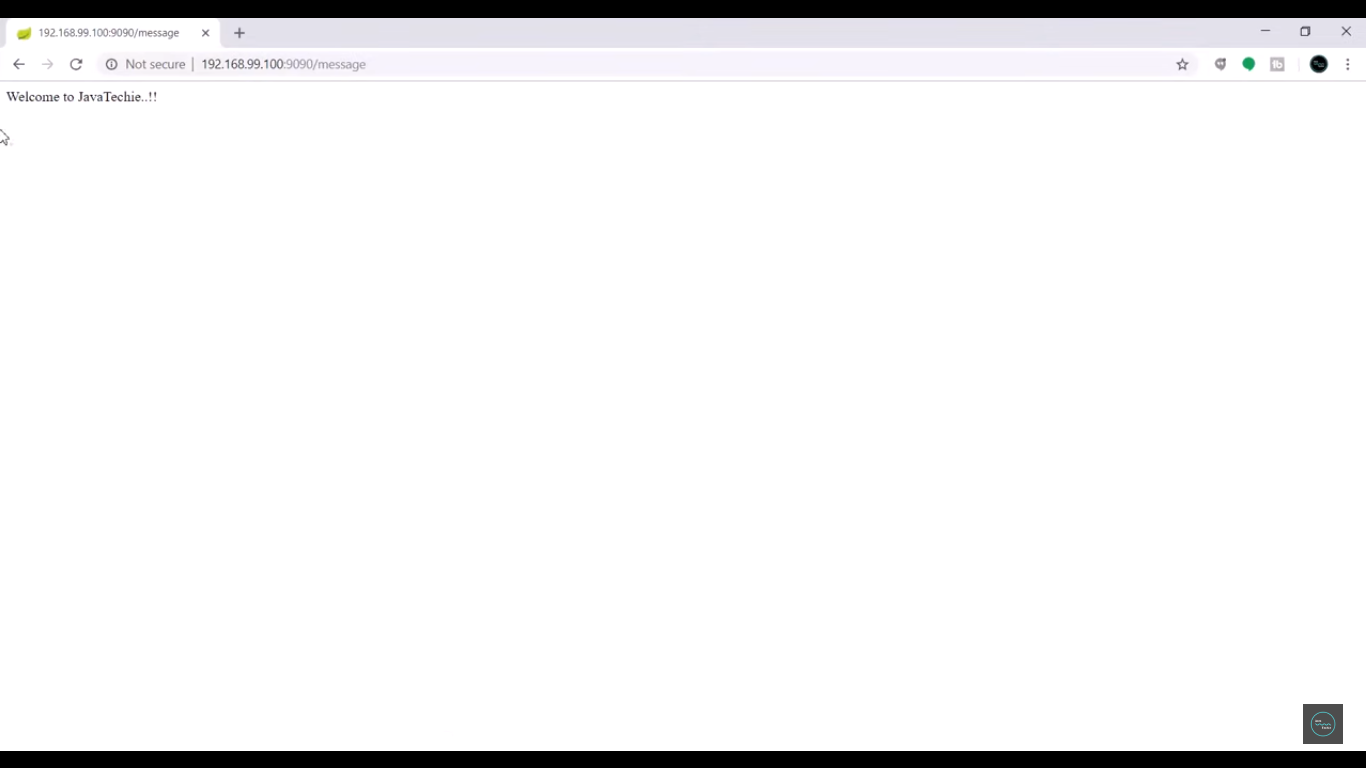 192.168.99.100:9090/message
Not secure | 192.168.99.100:9090/message
Welcome to JavaTechie..!!